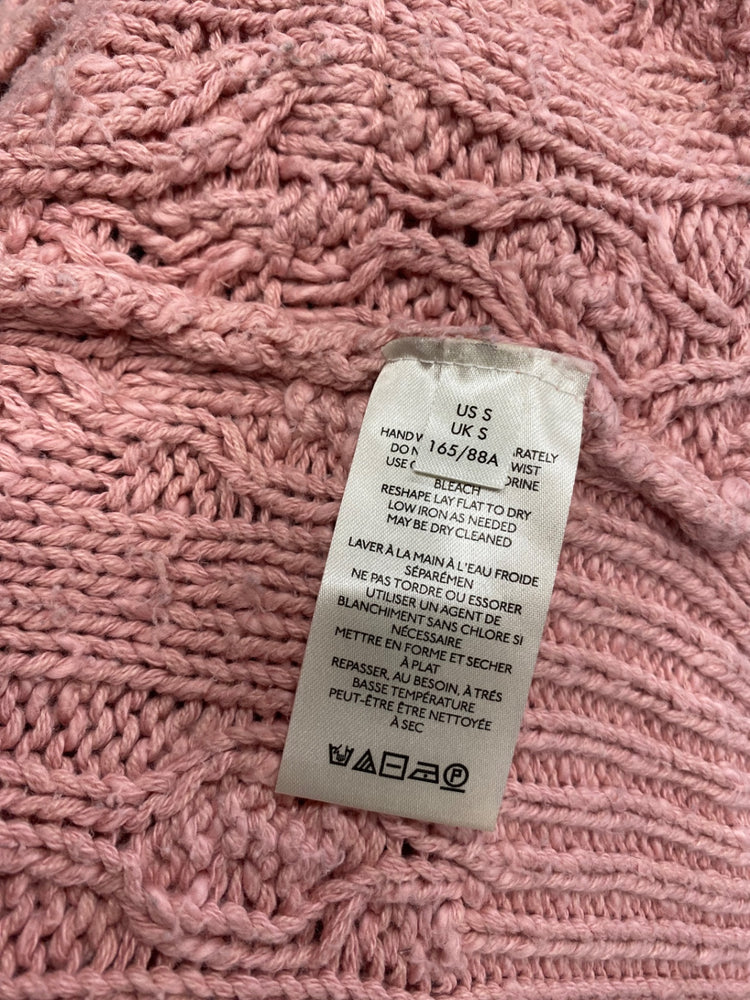 US S
UK S
165/88A
HAND
RATELY
DO
TWIST
USE
ORINE
BLEACH
RESHAPE LAY FLAT TO DRY
LOW IRON AS NEEDED
MAY BE DRY CLEANED
LAVER À LA MAIN À L'EAU FROIDE
SÉPARÉMEN
NE PAS TORDRE OU ESSORER
UTILISER UN AGENT DE
BLANCHIMENT SANS CHLORE SI
NÉCESSAIRE
METTRE EN FORME ET SECHER
À PLAT
REPASSER, AU BESOIN, À TRÉS
BASSE TEMPÉRATURE
PEUT-ÊTRE ÊTRE NETTOYÉE
À SEC
P